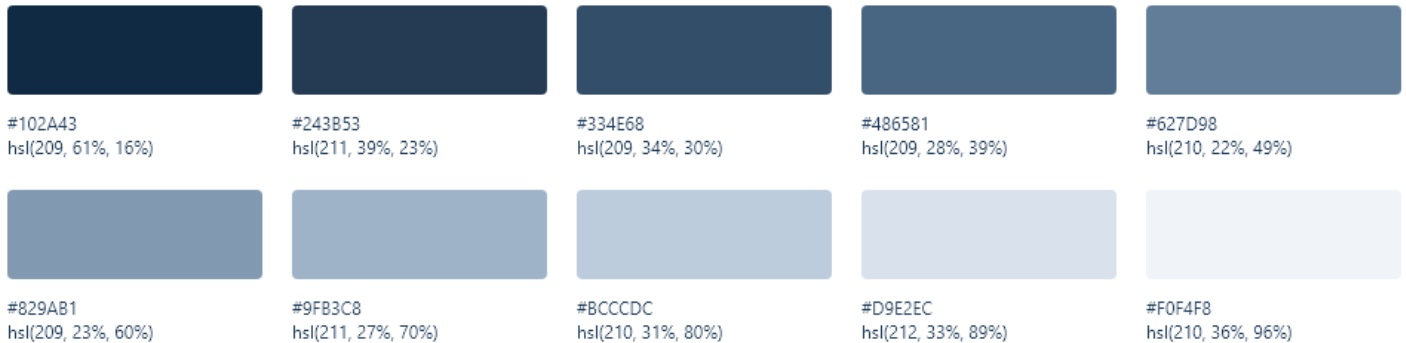 #102A43
hsl(209, 61%, 16%)
#243B53
hsl(211, 39%, 23%)
#334E68
hsl(209, 34%, 30%)
#486581
hsl(209, 28%, 39%)
#627D98
hsl(210, 22%, 49%)
#829AB1
hsl(209, 23%, 60%)
#9FB3C8
hsl(211, 27%, 70%)
#BCCCDC
hsl(210, 31%, 80%)
#D9E2EC
hsl(212, 33%, 89%)
#F0F4F8
hsl(210, 36%, 96%)